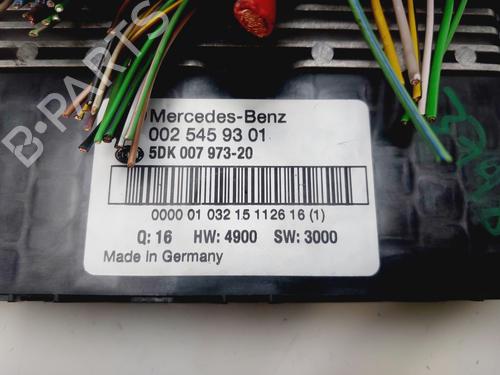 Mercedes-Benz
002 545 93 01
5DK 007 973-20
0000 01 032 15 1126 16 (1)
Q: 16 HW: 4900 SW: 3000
Made in Germany
B-PARTS